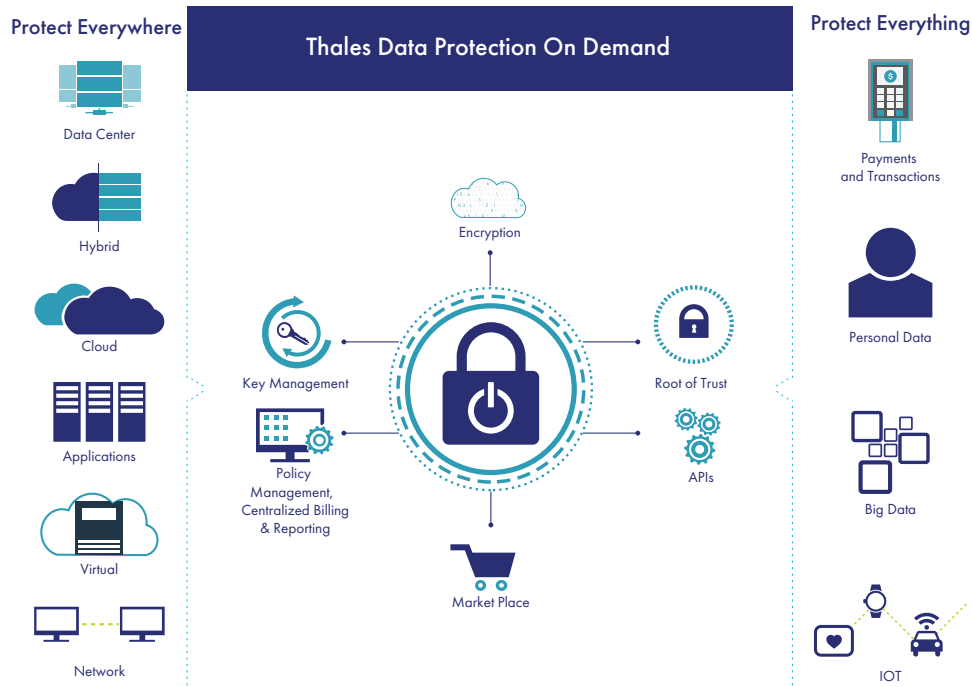 Protect Everywhere
Data Center
Hybrid
Cloud
Applications
Virtual
Network
Thales Data Protection On Demand
Encryption
Key Management
Policy
Management,
Centralized Billing
& Reporting
Root of Trust
APIs
Market Place
Protect Everything
$
Payments
and Transactions
Personal Data
Big Data
IOT